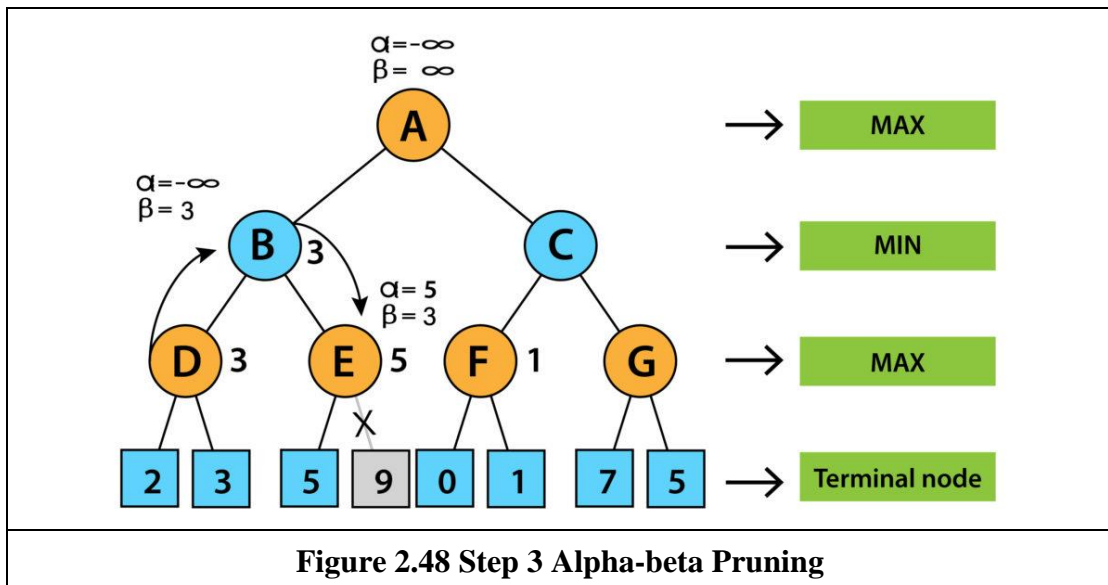 α=-∞
β= ∞
A
MAX
α=-∞
β= 3
B
3
C
MIN
α= 5
β= 3
D
3
E
5
F
1
G
MAX
X
2
3
5
9
0
1
7
5
Terminal node
Figure 2.48 Step 3 Alpha-beta Pruning